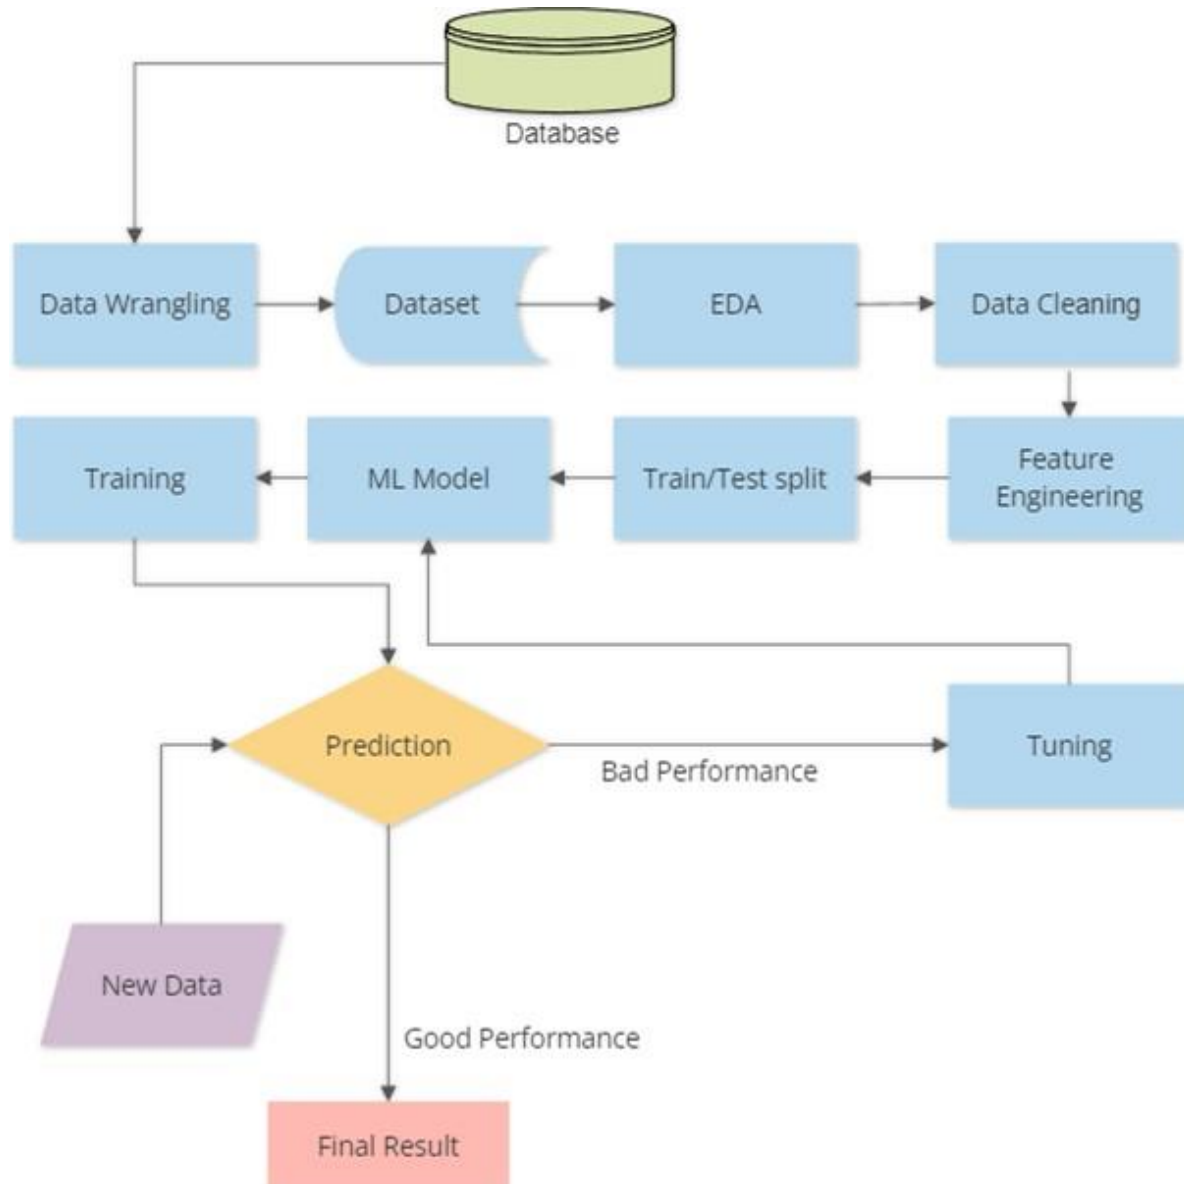 Database
Data Wrangling
Dataset
EDA
Data Cleaning
Training
ML Model
Train/Test split
Feature
Engineering
Prediction
Bad Performance
Tuning
New Data
Good Performance
Final Result